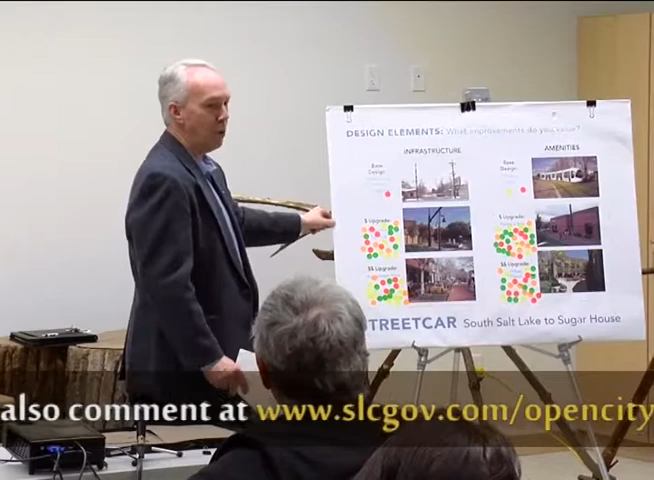 DESIGN ELEMENTS: What improvements do you value?
INFRASTRUCTURE AMENITIES
Base Design Base Design
$ Upgrade $ Upgrade
$$ Upgrade $$ Upgrade
TREETCAR South Salt Lake to Sugar House
also comment at www.slcgov.com/opencity